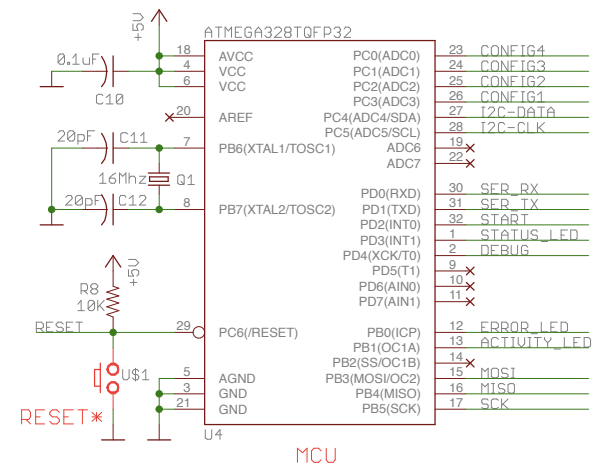 ATMEGA328TQFP32
+5V
0.1uF
C10
18 AVCC
4 VCC
6 VCC
20 AREF
20pF C11
7 PB6(XTAL1/TOSC1)
16Mhz Q1
20pF C12
8 PB7(XTAL2/TOSC2)
+5V
R8
10K
RESET
29 PC6(/RESET)
U$1
RESET*
5 AGND
3 GND
21 GND
U4
MCU
PC0(ADC0) 23 CONFIG4
PC1(ADC1) 24 CONFIG3
PC2(ADC2) 25 CONFIG2
PC3(ADC3) 26 CONFIG1
PC4(ADC4/SDA) 27 I2C-DATA
PC5(ADC5/SCL) 28 I2C-CLK
ADC6 19
ADC7 22
PD0(RXD) 30 SER_RX
PD1(TXD) 31 SER_TX
PD2(INT0) 32 START
PD3(INT1) 1 STATUS_LED
PD4(XCK/T0) 2 DEBUG
PD5(T1) 9
PD6(AIN0) 10
PD7(AIN1) 11
PB0(ICP) 12 ERROR_LED
PB1(OC1A) 13 ACTIVITY_LED
PB2(SS/OC1B) 14
PB3(MOSI/OC2) 15 MOSI
PB4(MISO) 16 MISO
PB5(SCK) 17 SCK